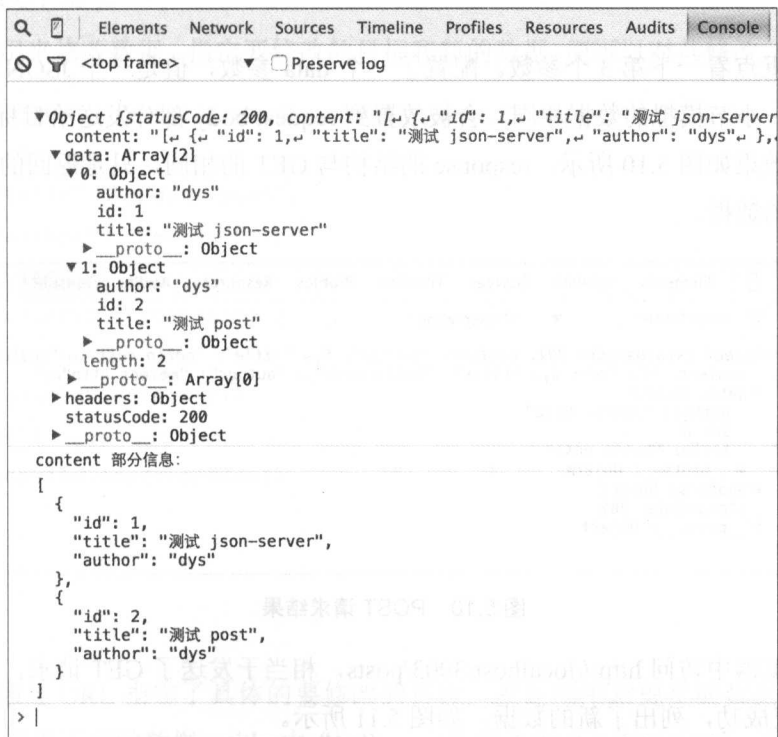 Elements Network Sources Timeline Profiles Resources Audits Console
<top frame> ▼ Preserve log
▼Object {statusCode: 200, content: "[↵ {↵ "id": 1,↵ "title": "测试 json-server
content: "[↵ {↵ "id": 1,↵ "title": "测试 json-server",↵ "author": "dys"↵ },↵
▼data: Array[2]
▼0: Object
author: "dys"
id: 1
title: "测试 json-server"
▶__proto__: Object
▼1: Object
author: "dys"
id: 2
title: "测试 post"
▶__proto__: Object
length: 2
▶__proto__: Array[0]
▶headers: Object
statusCode: 200
▶__proto__: Object
content 部分信息:
[
{
"id": 1,
"title": "测试 json-server",
"author": "dys"
},
{
"id": 2,
"title": "测试 post",
"author": "dys"
}
]
>